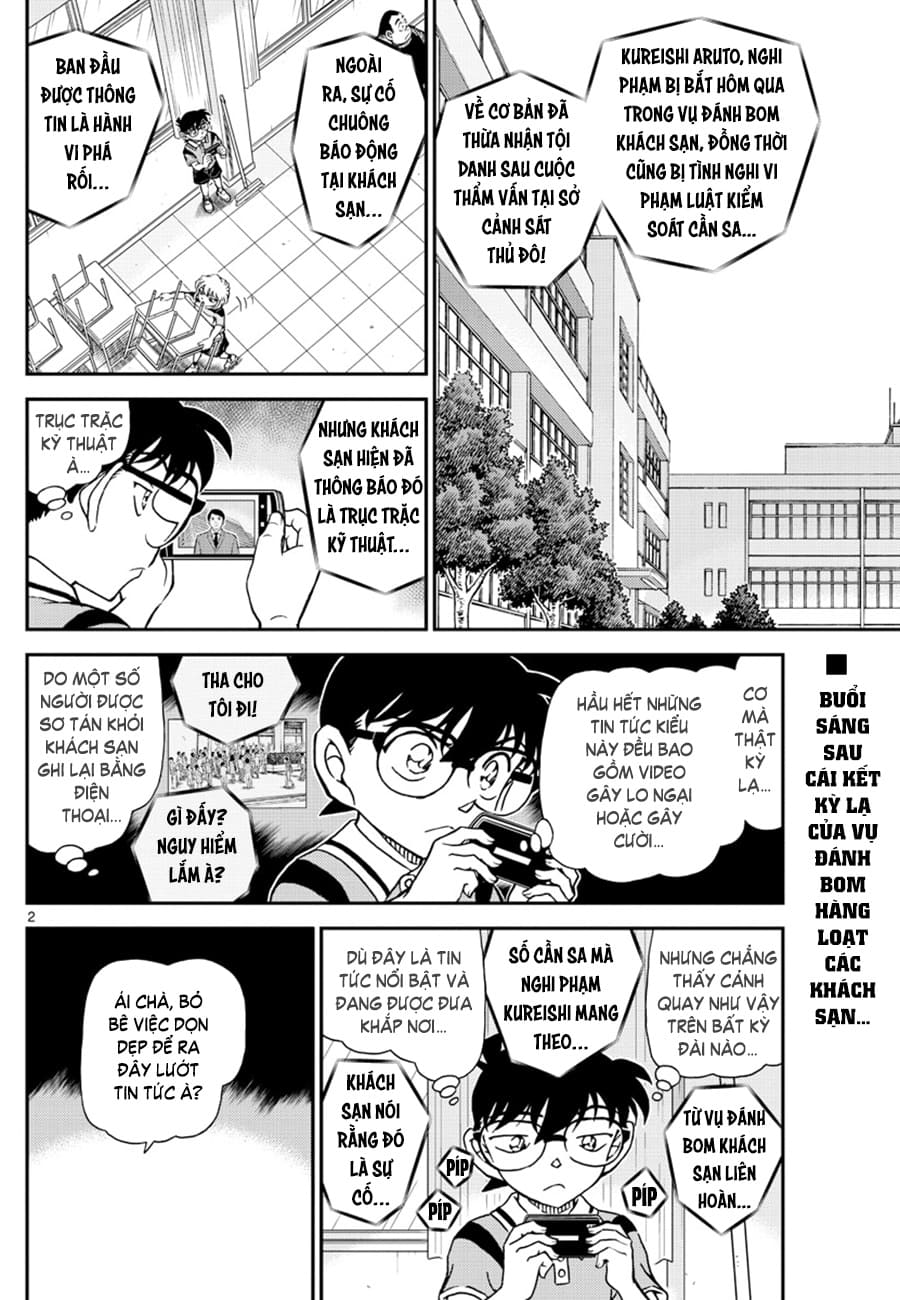 KUREISHI ARUTO, NGHI
PHẠM BỊ BẮT HÔM QUA
TRONG VỤ ĐÁNH BOM
KHÁCH SẠN, ĐỒNG THỜI
CŨNG BỊ TÌNH NGHI VI
PHẠM LUẬT KIỂM
SOÁT CẦN SA...
VỀ CƠ BẢN ĐÃ
THỪA NHẬN TỘI
DANH SAU CUỘC
THẨM VẤN TẠI SỞ
CẢNH SÁT
THỦ ĐÔ!
NGOÀI
RA, SỰ CỐ
CHUÔNG
BÁO ĐỘNG
TẠI KHÁCH
SẠN...
BAN ĐẦU
ĐƯỢC THÔNG
TIN LÀ HÀNH
VI PHÁ
RỐI...
NHƯNG KHÁCH
SẠN HIỆN ĐÃ
THÔNG BÁO ĐÓ
LÀ TRỤC TRẶC
KỸ THUẬT...
TRỤC TRẶC
KỸ THUẬT
À...
BUỔI
SÁNG
SAU
CÁI KẾT
KỲ LẠ
CỦA VỤ
ĐÁNH
BOM
HÀNG
LOẠT
CÁC
KHÁCH
SẠN...
CƠ
MÀ
THẬT
KỲ
LẠ...
HẦU HẾT NHỮNG
TIN TỨC KIỂU
NÀY ĐỀU BAO
GỒM VIDEO
GÂY LO NGẠI
HOẶC GÂY
CƯỜI...
THA CHO
TÔI ĐI!
GÌ ĐẤY?
NGUY HIỂM
LẮM À?
DO MỘT SỐ
NGƯỜI ĐƯỢC
SƠ TÁN KHỎI
KHÁCH SẠN
GHI LẠI BẰNG
ĐIỆN
THOẠI...
2
NHƯNG CHẲNG
THẤY CẢNH
QUAY NHƯ VẬY
TRÊN BẤT KỲ
ĐÀI NÀO...
TỪ VỤ ĐÁNH
BOM KHÁCH
SẠN LIÊN
HOÀN...
PÍP
SỐ CẦN SA MÀ
NGHI PHẠM
KUREISHI MANG
THEO...
DÙ ĐÂY LÀ TIN
TỨC NỔI BẬT VÀ
ĐANG ĐƯỢC ĐƯA
KHẮP NƠI...
PÍP
PÍP
KHÁCH
SẠN NÓI
RẰNG ĐÓ
LÀ SỰ
CỐ...
ÁI CHÀ, BỎ
BÊ VIỆC DỌN
DẸP ĐỂ RA
ĐÂY LƯỚT
TIN TỨC À?